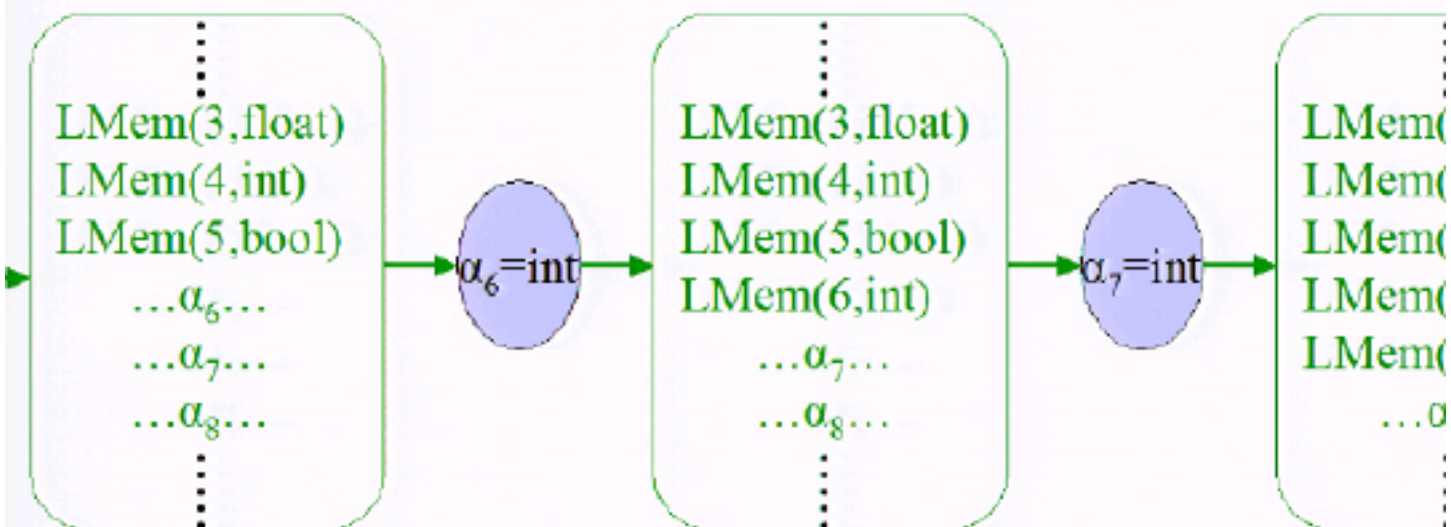 LMem(3,float)
LMem(4,int)
LMem(5,bool)
…α₆…
…α₇…
…α₈…
α₆=int
LMem(3,float)
LMem(4,int)
LMem(5,bool)
LMem(6,int)
…α₇…
…α₈…
α₇=int
LMem(
LMem(
LMem(
LMem(
LMem(
…α